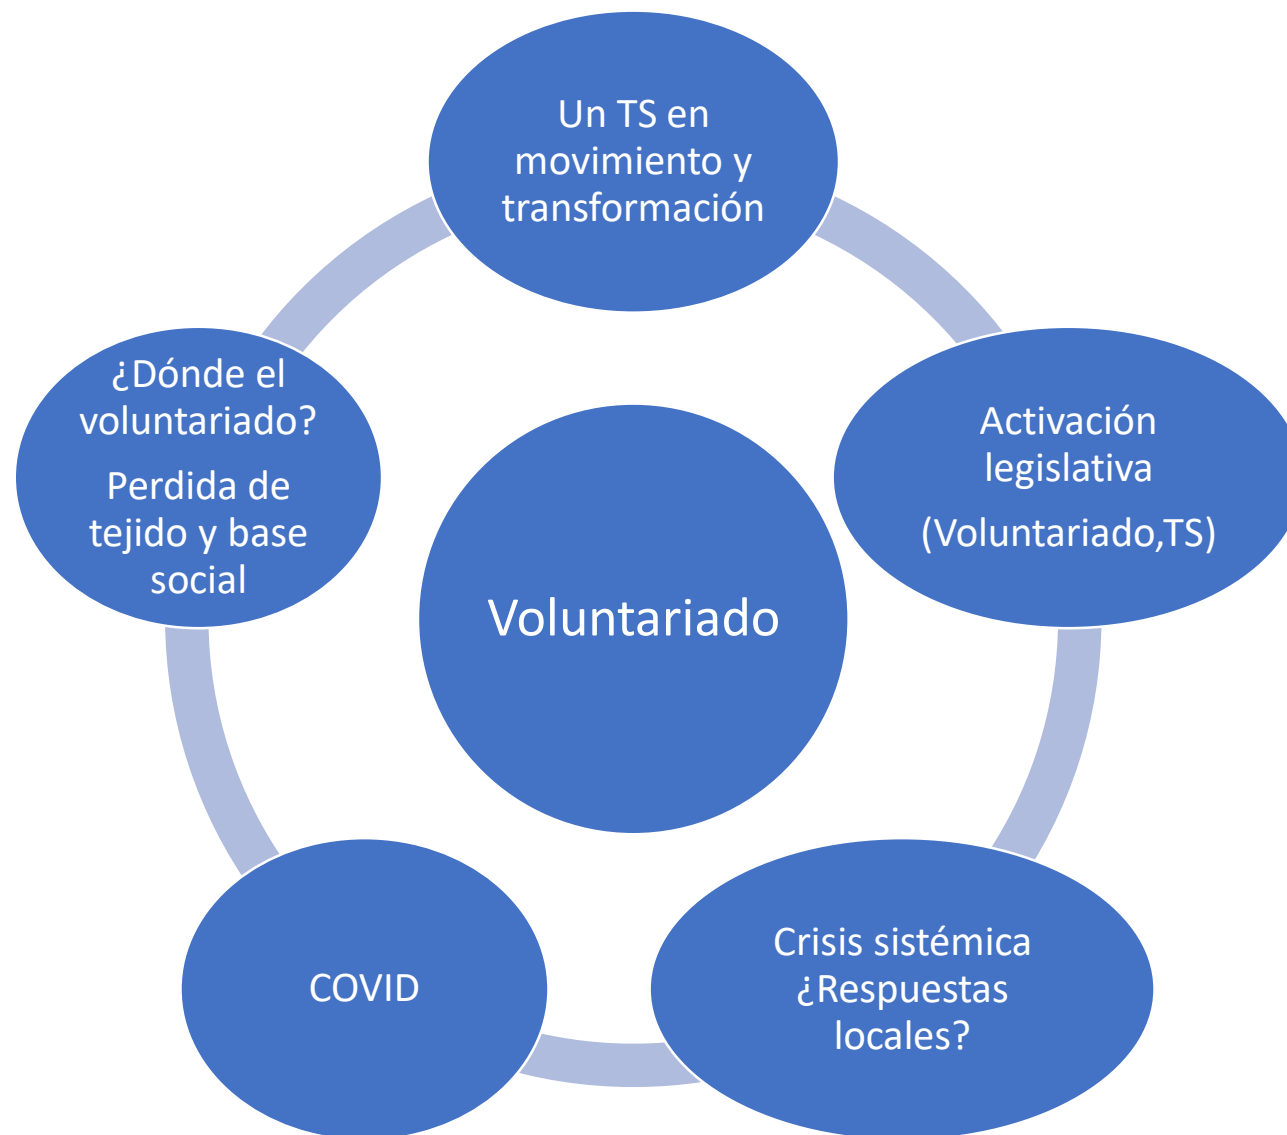 Un TS en
movimiento y
transformación
¿Dónde el
voluntariado?
Perdida de
tejido y base
social
Activación
legislativa
(Voluntariado,TS)
Voluntariado
COVID
Crisis sistémica
¿Respuestas
locales?